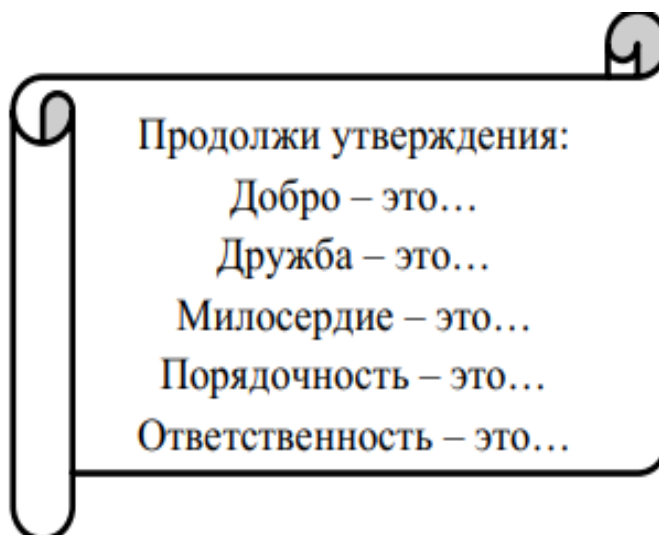 Продолжи утверждения:
Добро – это…
Дружба – это…
Милосердие – это…
Порядочность – это…
Ответственность – это…